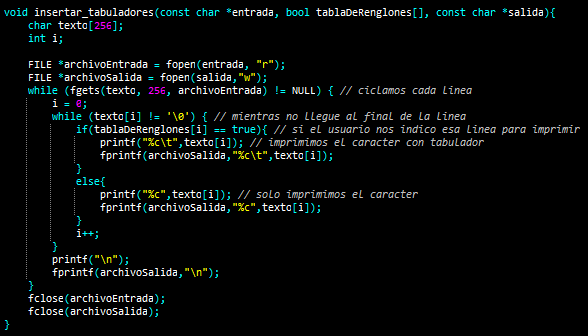 void insertar_tabuladores(const char *entrada, bool tablaDeRenglones[], const char *salida){
    char texto[256];
    int i;

    FILE *archivoEntrada = fopen(entrada, "r");
    FILE *archivoSalida = fopen(salida,"w");
    while (fgets(texto, 256, archivoEntrada) != NULL) { // ciclamos cada linea
        i = 0;
        while (texto[i] != '\0') { // mientras no llegue al final de la linea
            if(tablaDeRenglones[i] == true){ // si el usuario nos indico esa linea para imprimir
                printf("%c\t",texto[i]); // imprimimos el caracter con tabulador
                fprintf(archivoSalida,"%c\t",texto[i]);
            }
            else{
                printf("%c",texto[i]); // solo imprimimos el caracter
                fprintf(archivoSalida,"%c",texto[i]);
            }
            i++;
        }
        printf("\n");
        fprintf(archivoSalida,"\n");
    }
    fclose(archivoEntrada);
    fclose(archivoSalida);
}